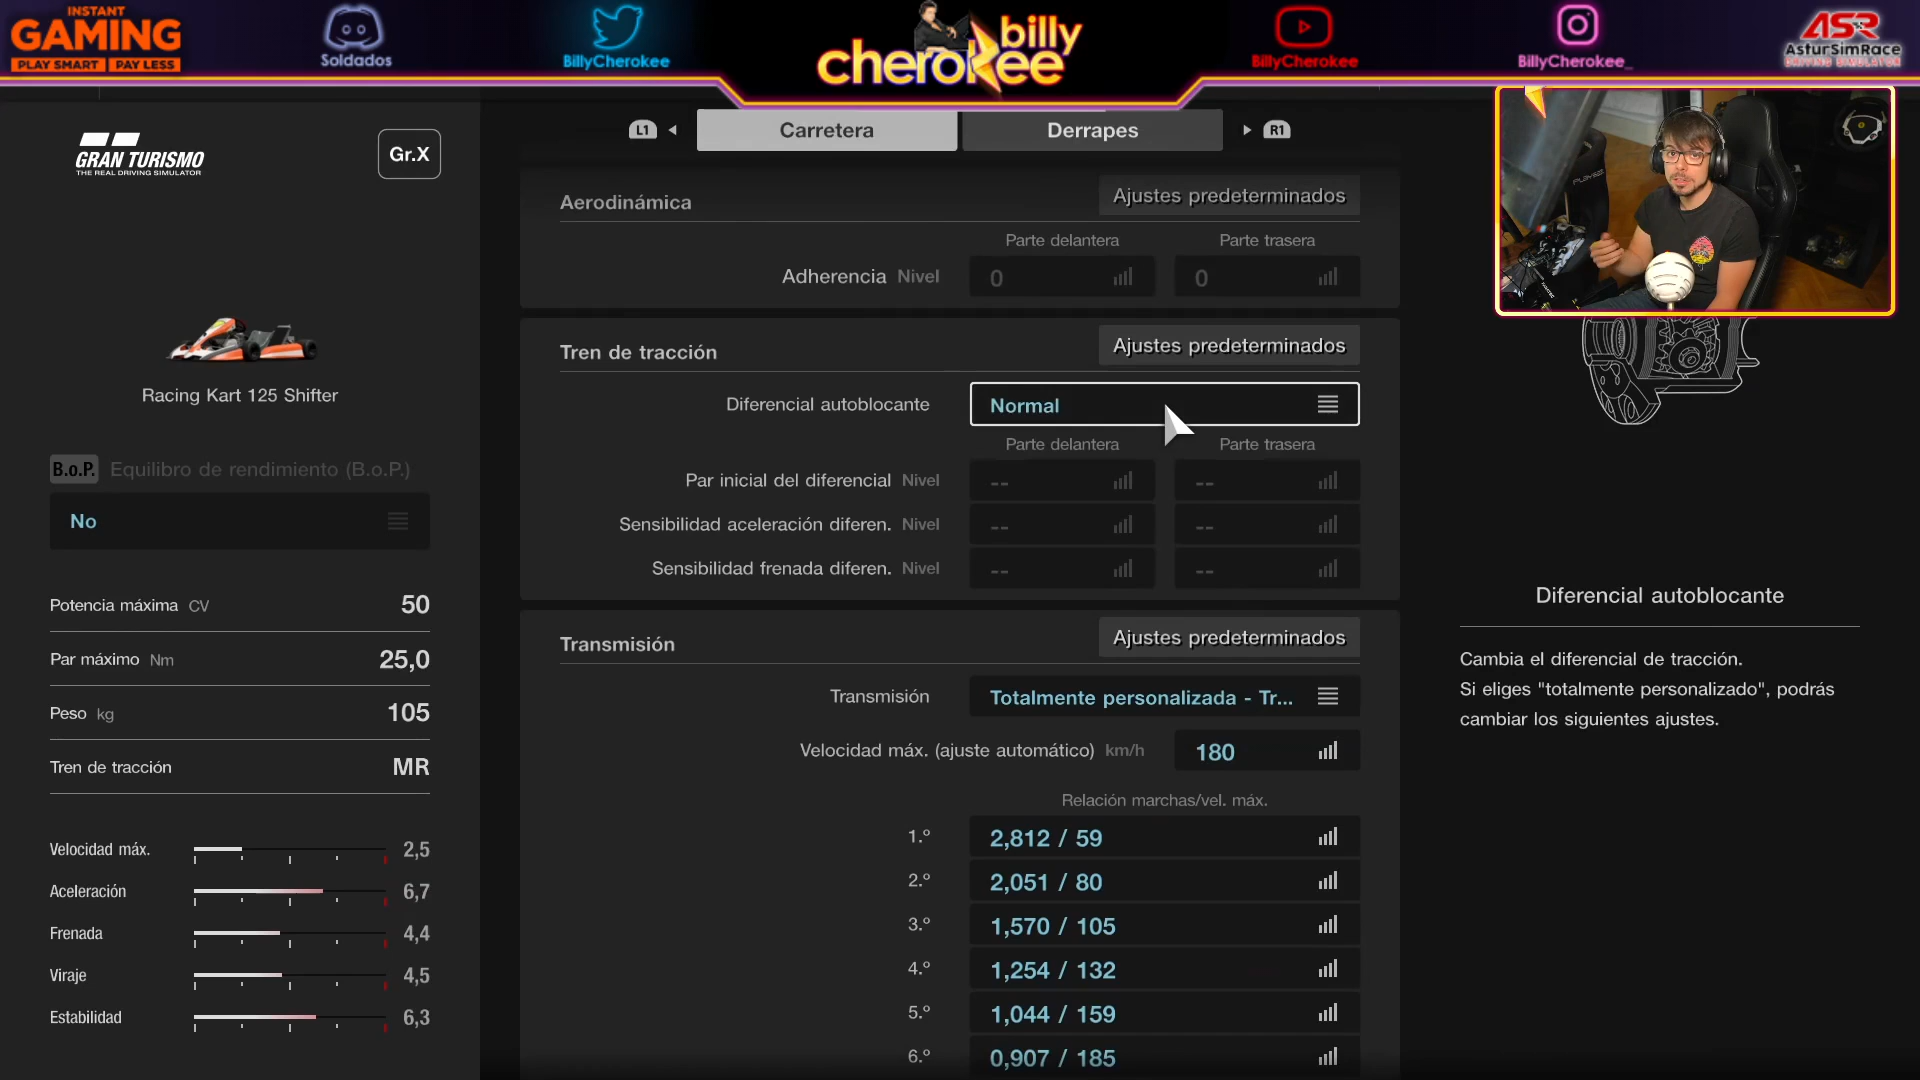 INSTANT
GAMING
PLAY SMART PAY LESS
Soldados
BillyCherokee
billy
cherokee
BillyCherokee
BillyCherokee_
ASR
AsturSimRace
DRIVING SIMULATOR
L1
Carretera
Derrapes
R1
GRAN TURISMO
THE REAL DRIVING SIMULATOR
Gr.X
Racing Kart 125 Shifter
B.o.P. Equilibro de rendimiento (B.o.P.)
No
Potencia máxima CV 50
Par máximo Nm 25,0
Peso kg 105
Tren de tracción MR
Velocidad máx. 2,5
Aceleración 6,7
Frenada 4,4
Viraje 4,5
Estabilidad 6,3
Aerodinámica Ajustes predeterminados
Parte delantera Parte trasera
Adherencia Nivel 0 0
Tren de tracción Ajustes predeterminados
Diferencial autoblocante Normal
Parte delantera Parte trasera
Par inicial del diferencial Nivel -- --
Sensibilidad aceleración diferen. Nivel -- --
Sensibilidad frenada diferen. Nivel -- --
Transmisión Ajustes predeterminados
Transmisión Totalmente personalizada - Tr...
Velocidad máx. (ajuste automático) km/h 180
Relación marchas/vel. máx.
1.º 2,812 / 59
2.º 2,051 / 80
3.º 1,570 / 105
4.º 1,254 / 132
5.º 1,044 / 159
6.º 0,907 / 185
Diferencial autoblocante
Cambia el diferencial de tracción.
Si eliges "totalmente personalizado", podrás
cambiar los siguientes ajustes.